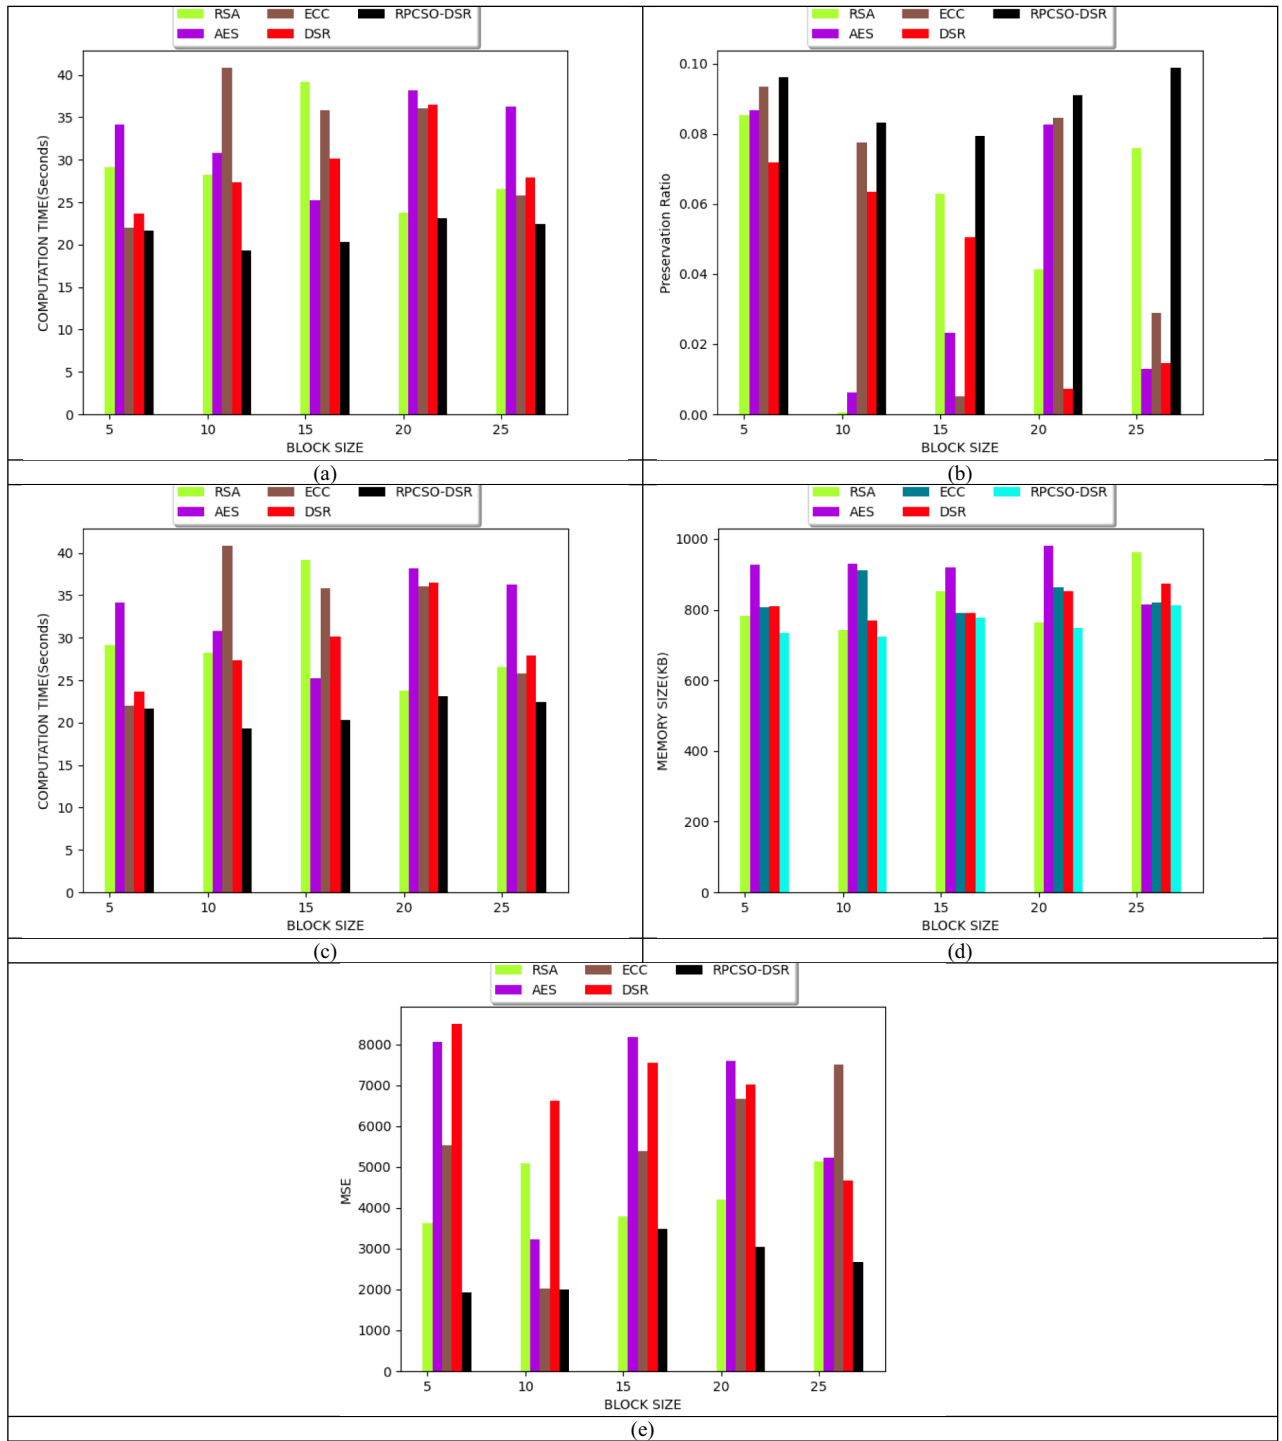 RSA ECC RPCSO-DSR
AES DSR
COMPUTATION TIME(Seconds)
40
35
30
25
20
15
10
5
0
5 10 15 20 25
BLOCK SIZE
(a)
RSA ECC RPCSO-DSR
AES DSR
Preservation Ratio
0.10
0.08
0.06
0.04
0.02
0.00
5 10 15 20 25
BLOCK SIZE
(b)
RSA ECC RPCSO-DSR
AES DSR
COMPUTATION TIME(Seconds)
40
35
30
25
20
15
10
5
0
5 10 15 20 25
BLOCK SIZE
(c)
RSA ECC RPCSO-DSR
AES DSR
MEMORY SIZE(KB)
1000
800
600
400
200
0
5 10 15 20 25
BLOCK SIZE
(d)
RSA ECC RPCSO-DSR
AES DSR
MSE
8000
7000
6000
5000
4000
3000
2000
1000
0
5 10 15 20 25
BLOCK SIZE
(e)